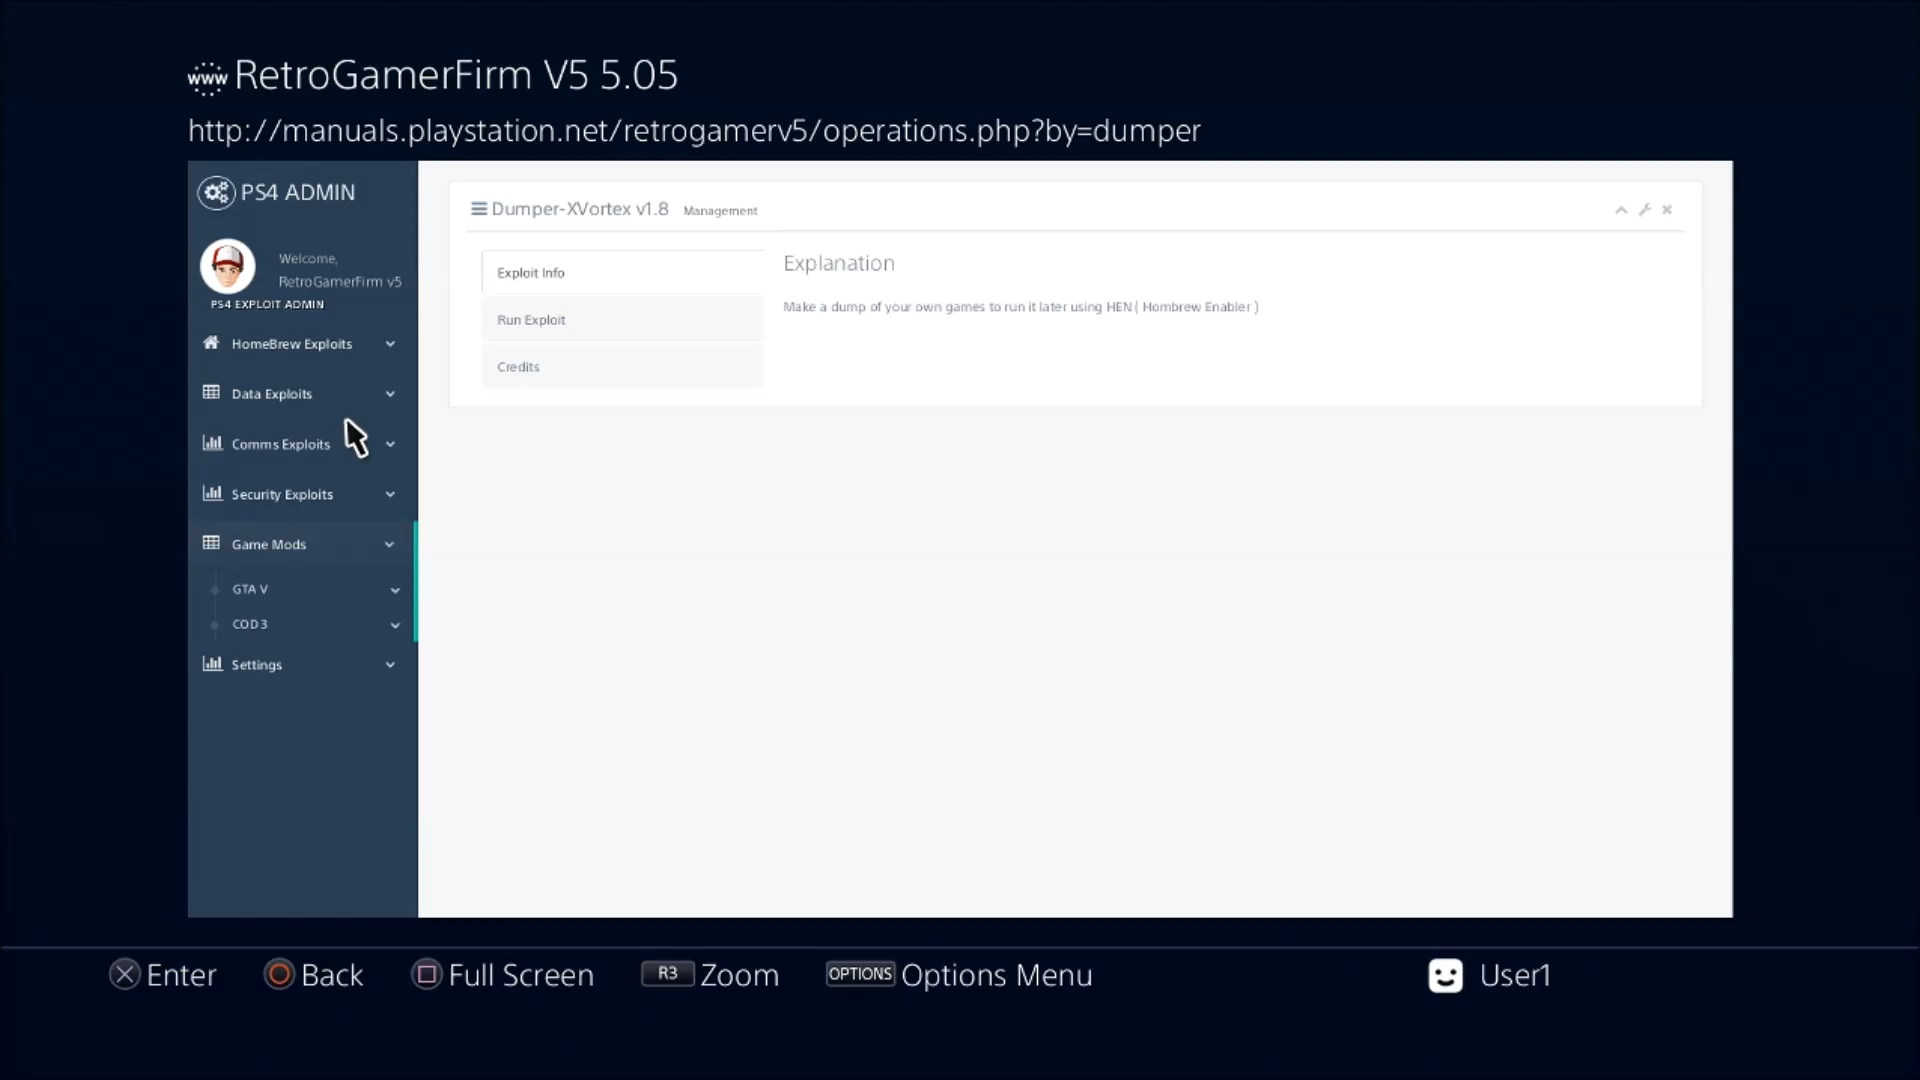 www RetroGamerFirm V5 5.05
http://manuals.playstation.net/retrogamerv5/operations.php?by=dumper
PS4 ADMIN
Welcome,
RetroGamerFirm v5
PS4 EXPLOIT ADMIN
HomeBrew Exploits
Data Exploits
Comms Exploits
Security Exploits
Game Mods
GTA V
COD 3
Settings
Dumper-XVortex v1.8 Management
Exploit Info
Run Exploit
Credits
Explanation
Make a dump of your own games to run it later using HEN ( Hombrew Enabler )
Enter Back Full Screen R3 Zoom OPTIONS Options Menu User1